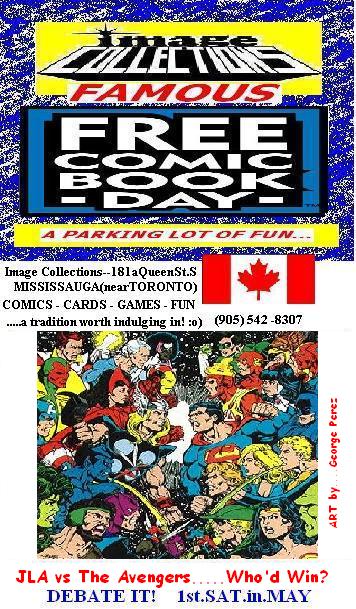 image
COLLECTIONS
FAMOUS
FREE
COMIC
BOOK
-DAY-
TM
A PARKING LOT OF FUN...
Image Collections--181aQueenSt.S
MISSISSAUGA(nearTORONTO)
COMICS - CARDS - GAMES - FUN
.....a tradition worth indulging in! :o)
(905) 542 -8307
ART by.....George Perez
JLA vs The Avengers.....Who'd Win?
DEBATE IT! 1st.SAT.in.MAY